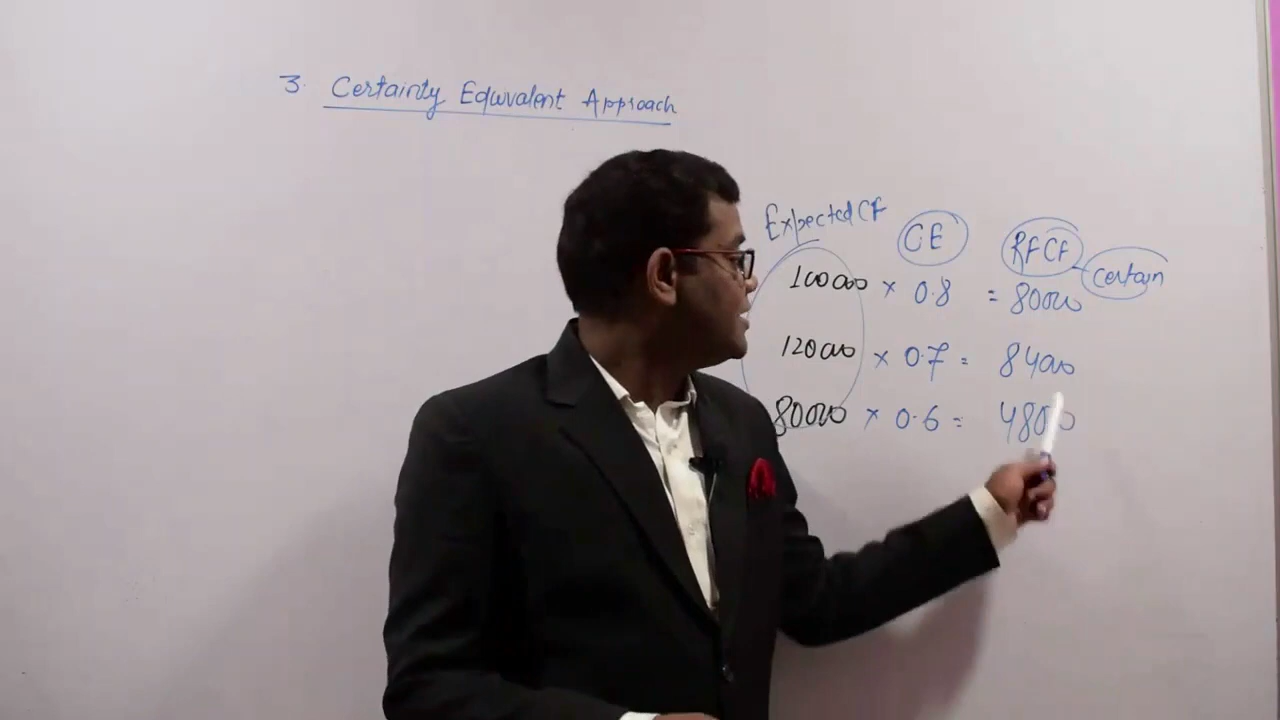 3. Certainty Equvalent Approach
Expected CF CE RFCF
certain
100000 × 0.8 = 80000
120000 × 0.7 = 84000
80000 × 0.6 = 48000